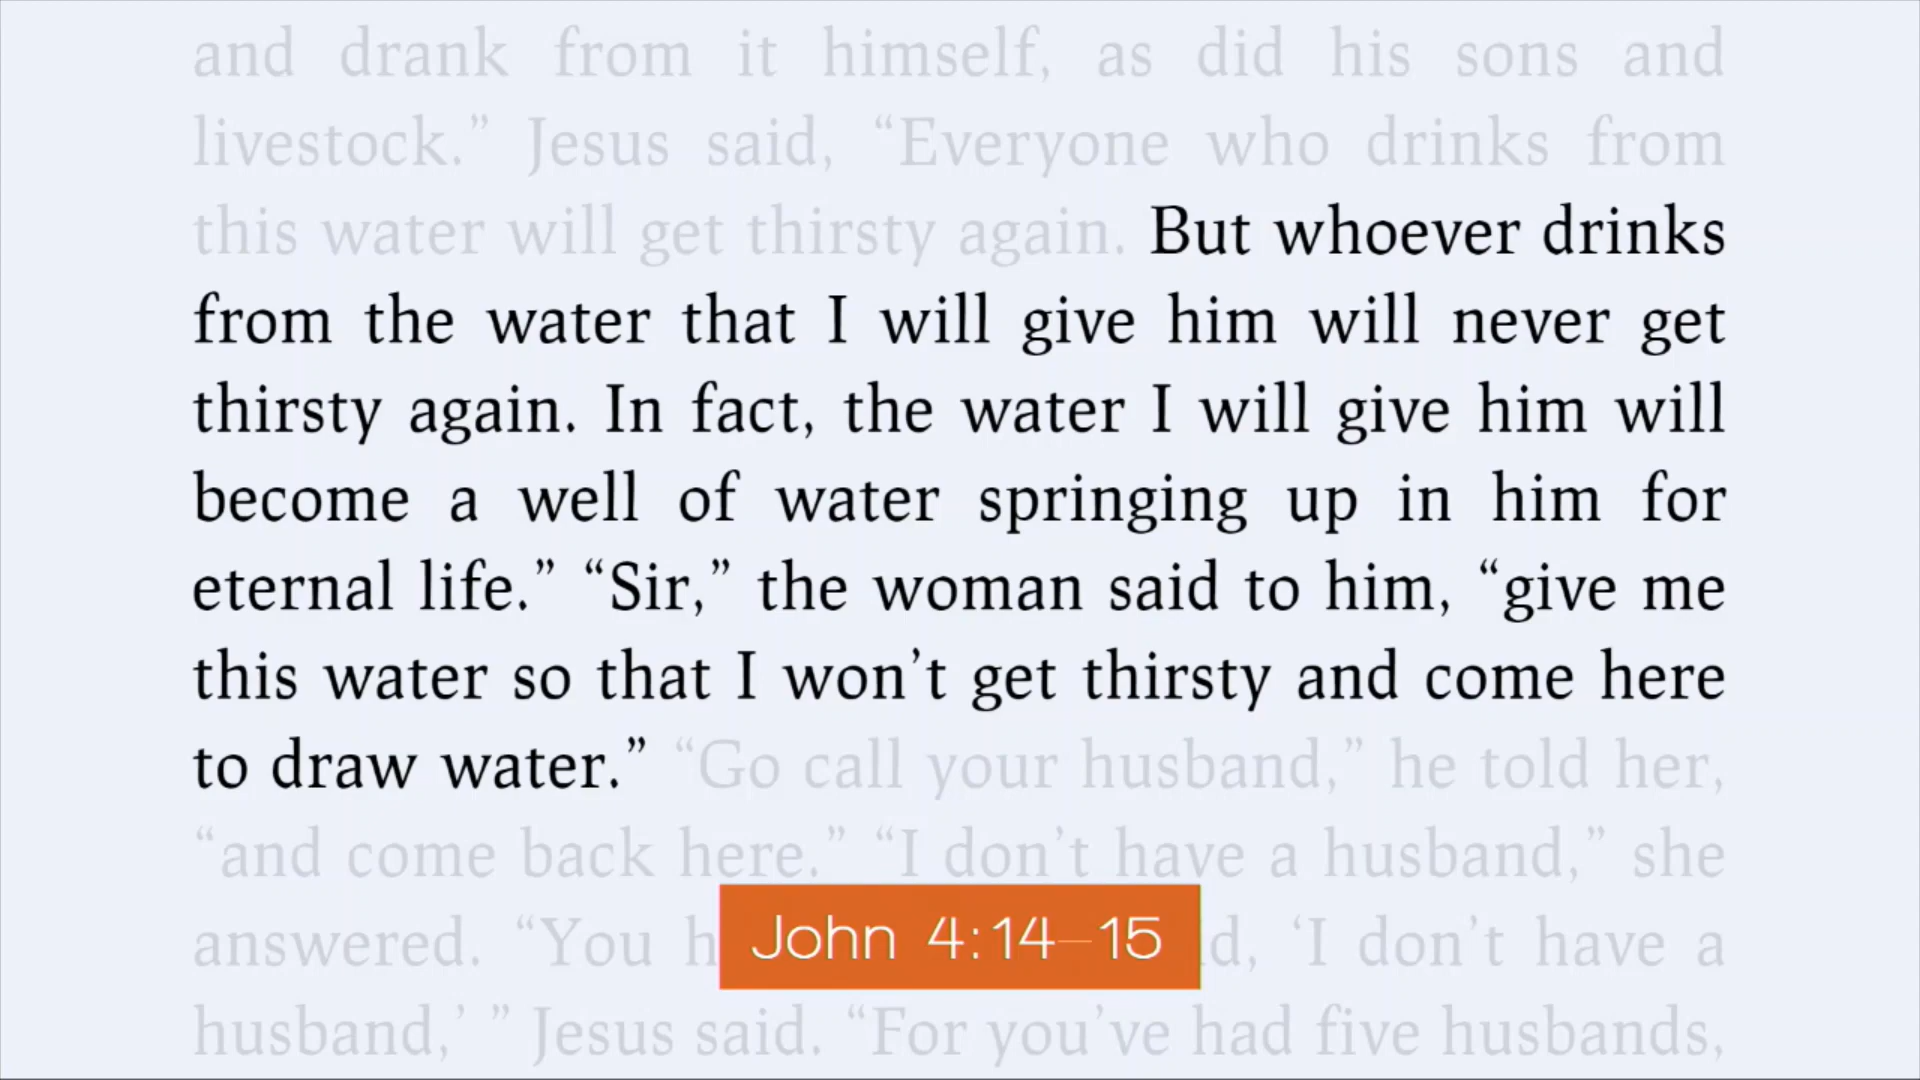 and drank from it himself, as did his sons and
livestock.” Jesus said, “Everyone who drinks from
this water will get thirsty again. But whoever drinks
from the water that I will give him will never get
thirsty again. In fact, the water I will give him will
become a well of water springing up in him for
eternal life.” “Sir,” the woman said to him, “give me
this water so that I won’t get thirsty and come here
to draw water.” “Go call your husband,” he told her,
“and come back here.” “I don’t have a husband,” she
answered. “You ‘I don’t have a
John 4:14–15
husband,’ ” Jesus said. “For you’ve had five husbands,